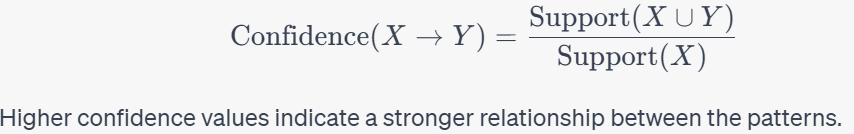 Confidence(X → Y) = Support(X ∪ Y) / Support(X)
Higher confidence values indicate a stronger relationship between the patterns.